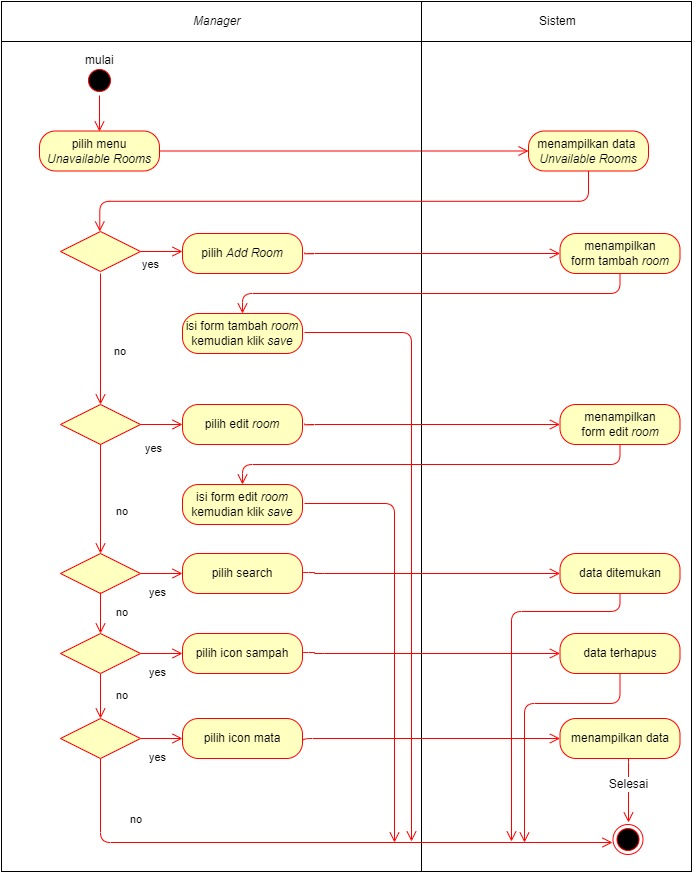 Manager
Sistem
mulai
pilih menu
Unavailable Rooms
menampilkan data
Unvailable Rooms
yes
pilih Add Room
menampilkan
form tambah room
isi form tambah room
kemudian klik save
no
pilih edit room
menampilkan
form edit room
yes
isi form edit room
kemudian klik save
no
pilih search
data ditemukan
yes
no
pilih icon sampah
data terhapus
yes
no
pilih icon mata
menampilkan data
yes
Selesai
no